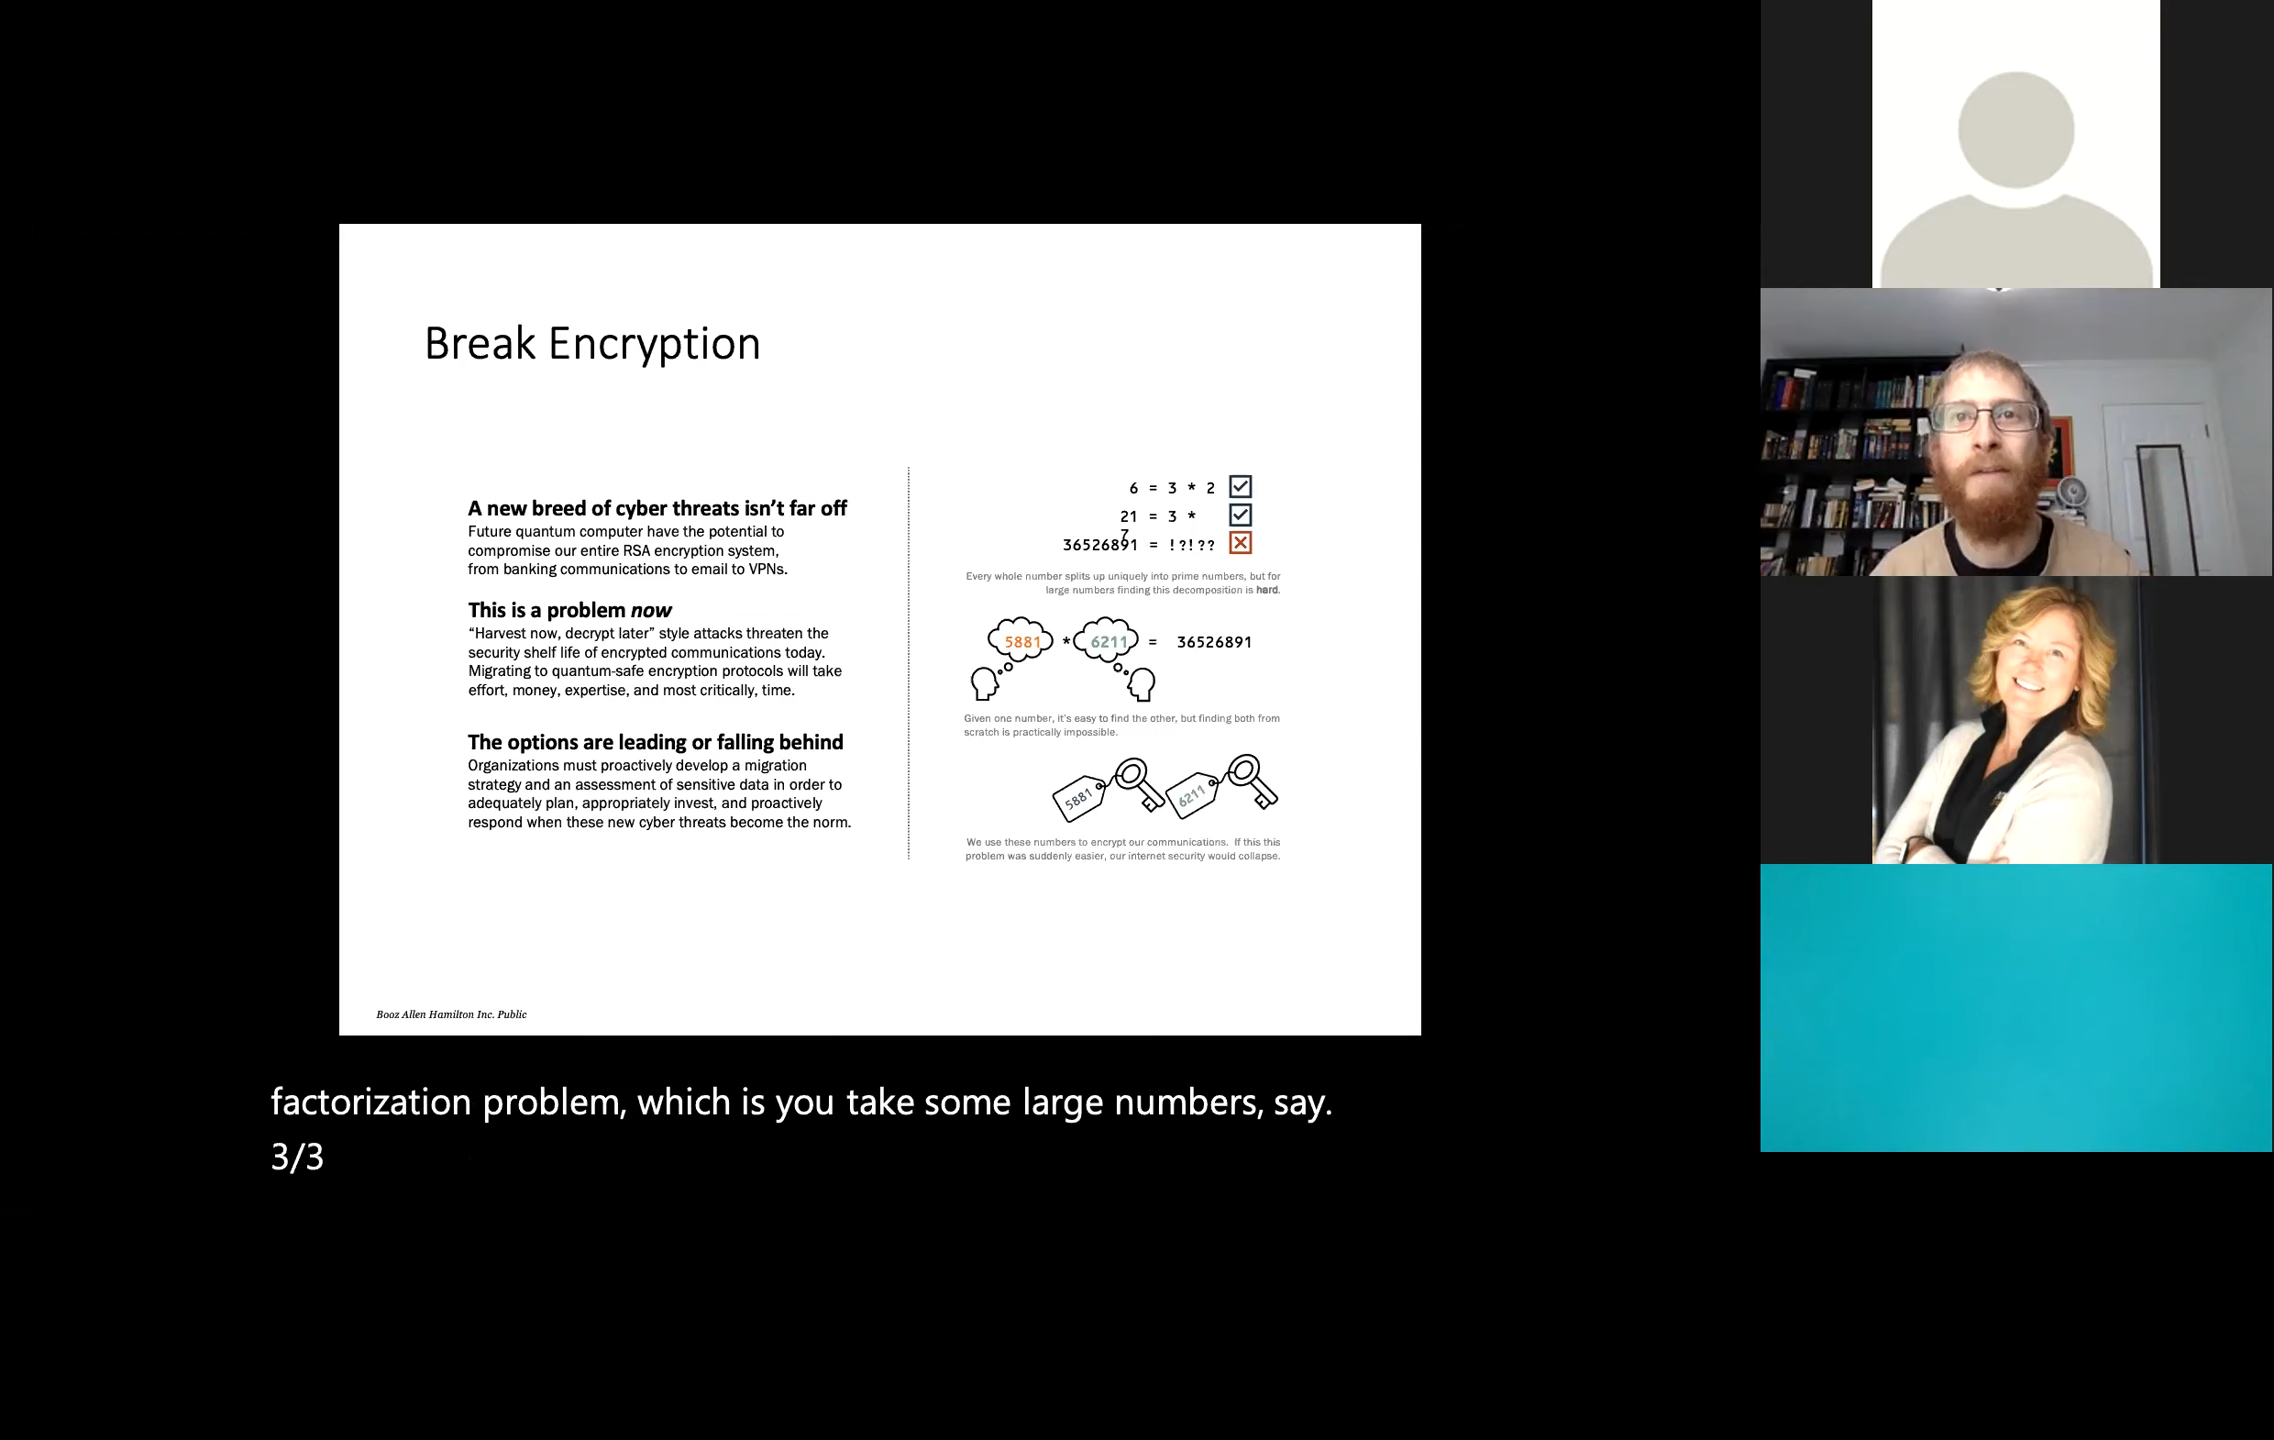 Break Encryption
A new breed of cyber threats isn’t far off
Future quantum computer have the potential to
compromise our entire RSA encryption system,
from banking communications to email to VPNs.
This is a problem now
“Harvest now, decrypt later” style attacks threaten the
security shelf life of encrypted communications today.
Migrating to quantum-safe encryption protocols will take
effort, money, expertise, and most critically, time.
The options are leading or falling behind
Organizations must proactively develop a migration
strategy and an assessment of sensitive data in order to
adequately plan, appropriately invest, and proactively
respond when these new cyber threats become the norm.
6 = 3 * 2
21 = 3 *
7
36526891 = !?!??
Every whole number splits up uniquely into prime numbers, but for
large numbers finding this decomposition is hard.
5881 * 6211 = 36526891
Given one number, it’s easy to find the other, but finding both from
scratch is practically impossible.
5881 6211
We use these numbers to encrypt our communications. If this this
problem was suddenly easier, our internet security would collapse.
Booz Allen Hamilton Inc. Public
factorization problem, which is you take some large numbers, say.
3/3